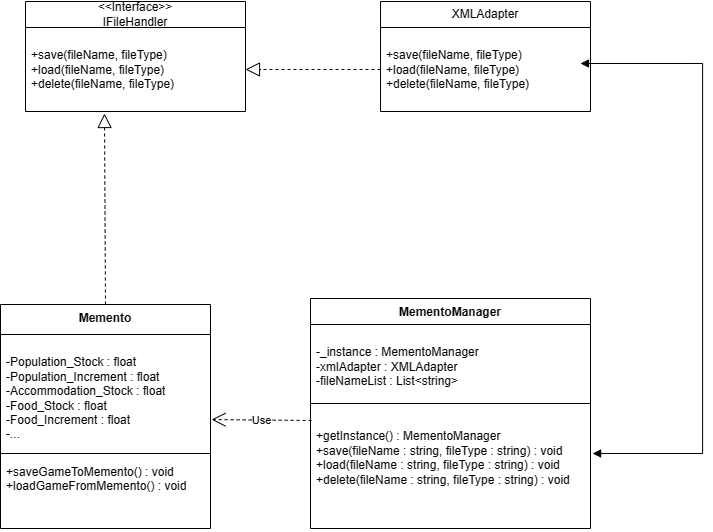 <<Interface>>
IFileHandler
+save(fileName, fileType)
+load(fileName, fileType)
+delete(fileName, fileType)
XMLAdapter
+save(fileName, fileType)
+load(fileName, fileType)
+delete(fileName, fileType)
Memento
-Population_Stock : float
-Population_Increment : float
-Accommodation_Stock : float
-Food_Stock : float
-Food_Increment : float
-...
+saveGameToMemento() : void
+loadGameFromMemento() : void
Use
MementoManager
-_instance : MementoManager
-xmlAdapter : XMLAdapter
-fileNameList : List<string>
+getInstance() : MementoManager
+save(fileName : string, fileType : string) : void
+load(fileName : string, fileType : string) : void
+delete(fileName : string, fileType : string) : void